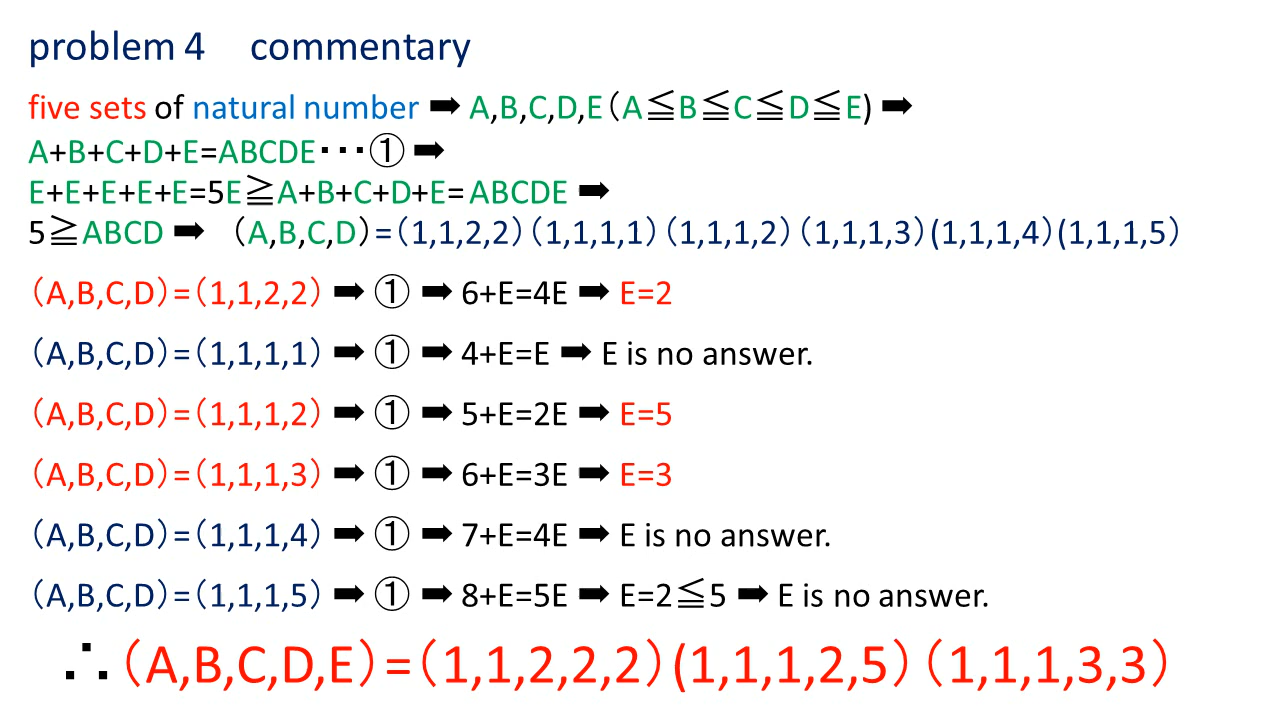 problem 4 commentary
five sets of natural number ➡ A,B,C,D,E（A≦B≦C≦D≦E) ➡
A+B+C+D+E=ABCDE･･･① ➡
E+E+E+E+E=5E≧A+B+C+D+E=ABCDE ➡
5≧ABCD ➡ （A,B,C,D）=（1,1,2,2）（1,1,1,1）（1,1,1,2）（1,1,1,3）(1,1,1,4）(1,1,1,5）
（A,B,C,D）=（1,1,2,2） ➡ ① ➡ 6+E=4E ➡ E=2
（A,B,C,D）=（1,1,1,1） ➡ ① ➡ 4+E=E ➡ E is no answer.
（A,B,C,D）=（1,1,1,2） ➡ ① ➡ 5+E=2E ➡ E=5
（A,B,C,D）=（1,1,1,3） ➡ ① ➡ 6+E=3E ➡ E=3
（A,B,C,D）=（1,1,1,4） ➡ ① ➡ 7+E=4E ➡ E is no answer.
（A,B,C,D）=（1,1,1,5） ➡ ① ➡ 8+E=5E ➡ E=2≦5 ➡ E is no answer.
∴（A,B,C,D,E）=（1,1,2,2,2）(1,1,1,2,5）（1,1,1,3,3）